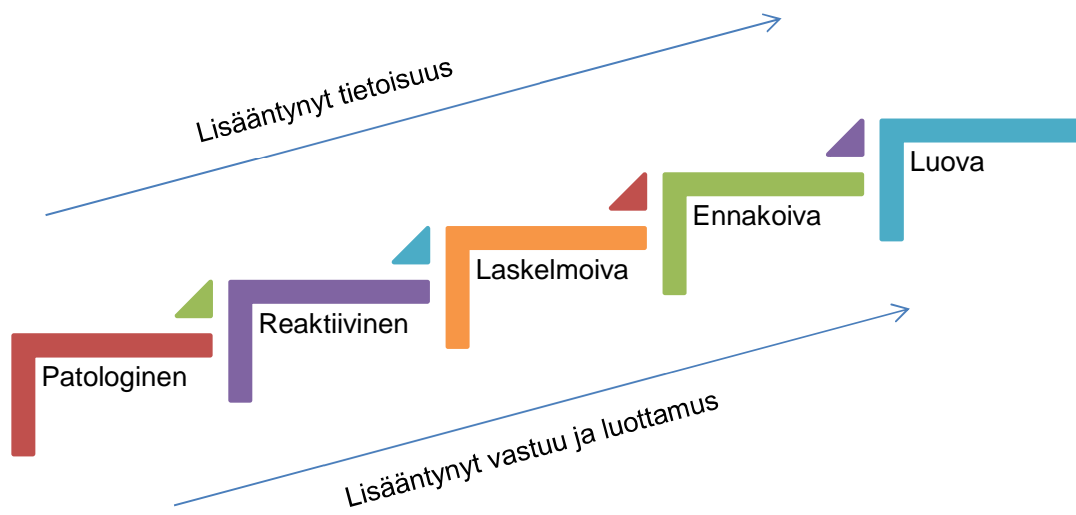 Lisääntynyt tietoisuus
Luova
Ennakoiva
Laskelmoiva
Reaktiivinen
Patologinen
Lisääntynyt vastuu ja luottamus